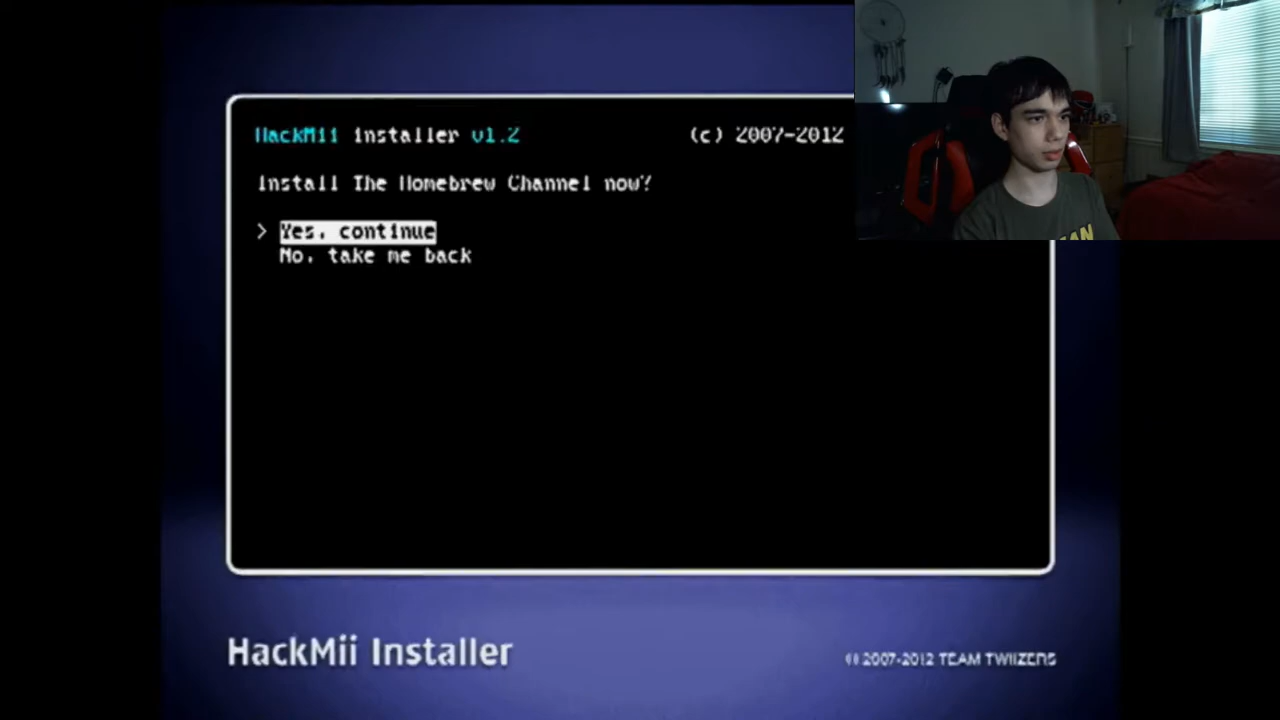 HackMii installer v1.2 (c) 2007-2012
Install The Homebrew Channel now?
> Yes, continue
No, take me back
HackMii Installer
© 2007-2012 TEAM TWIIZERS